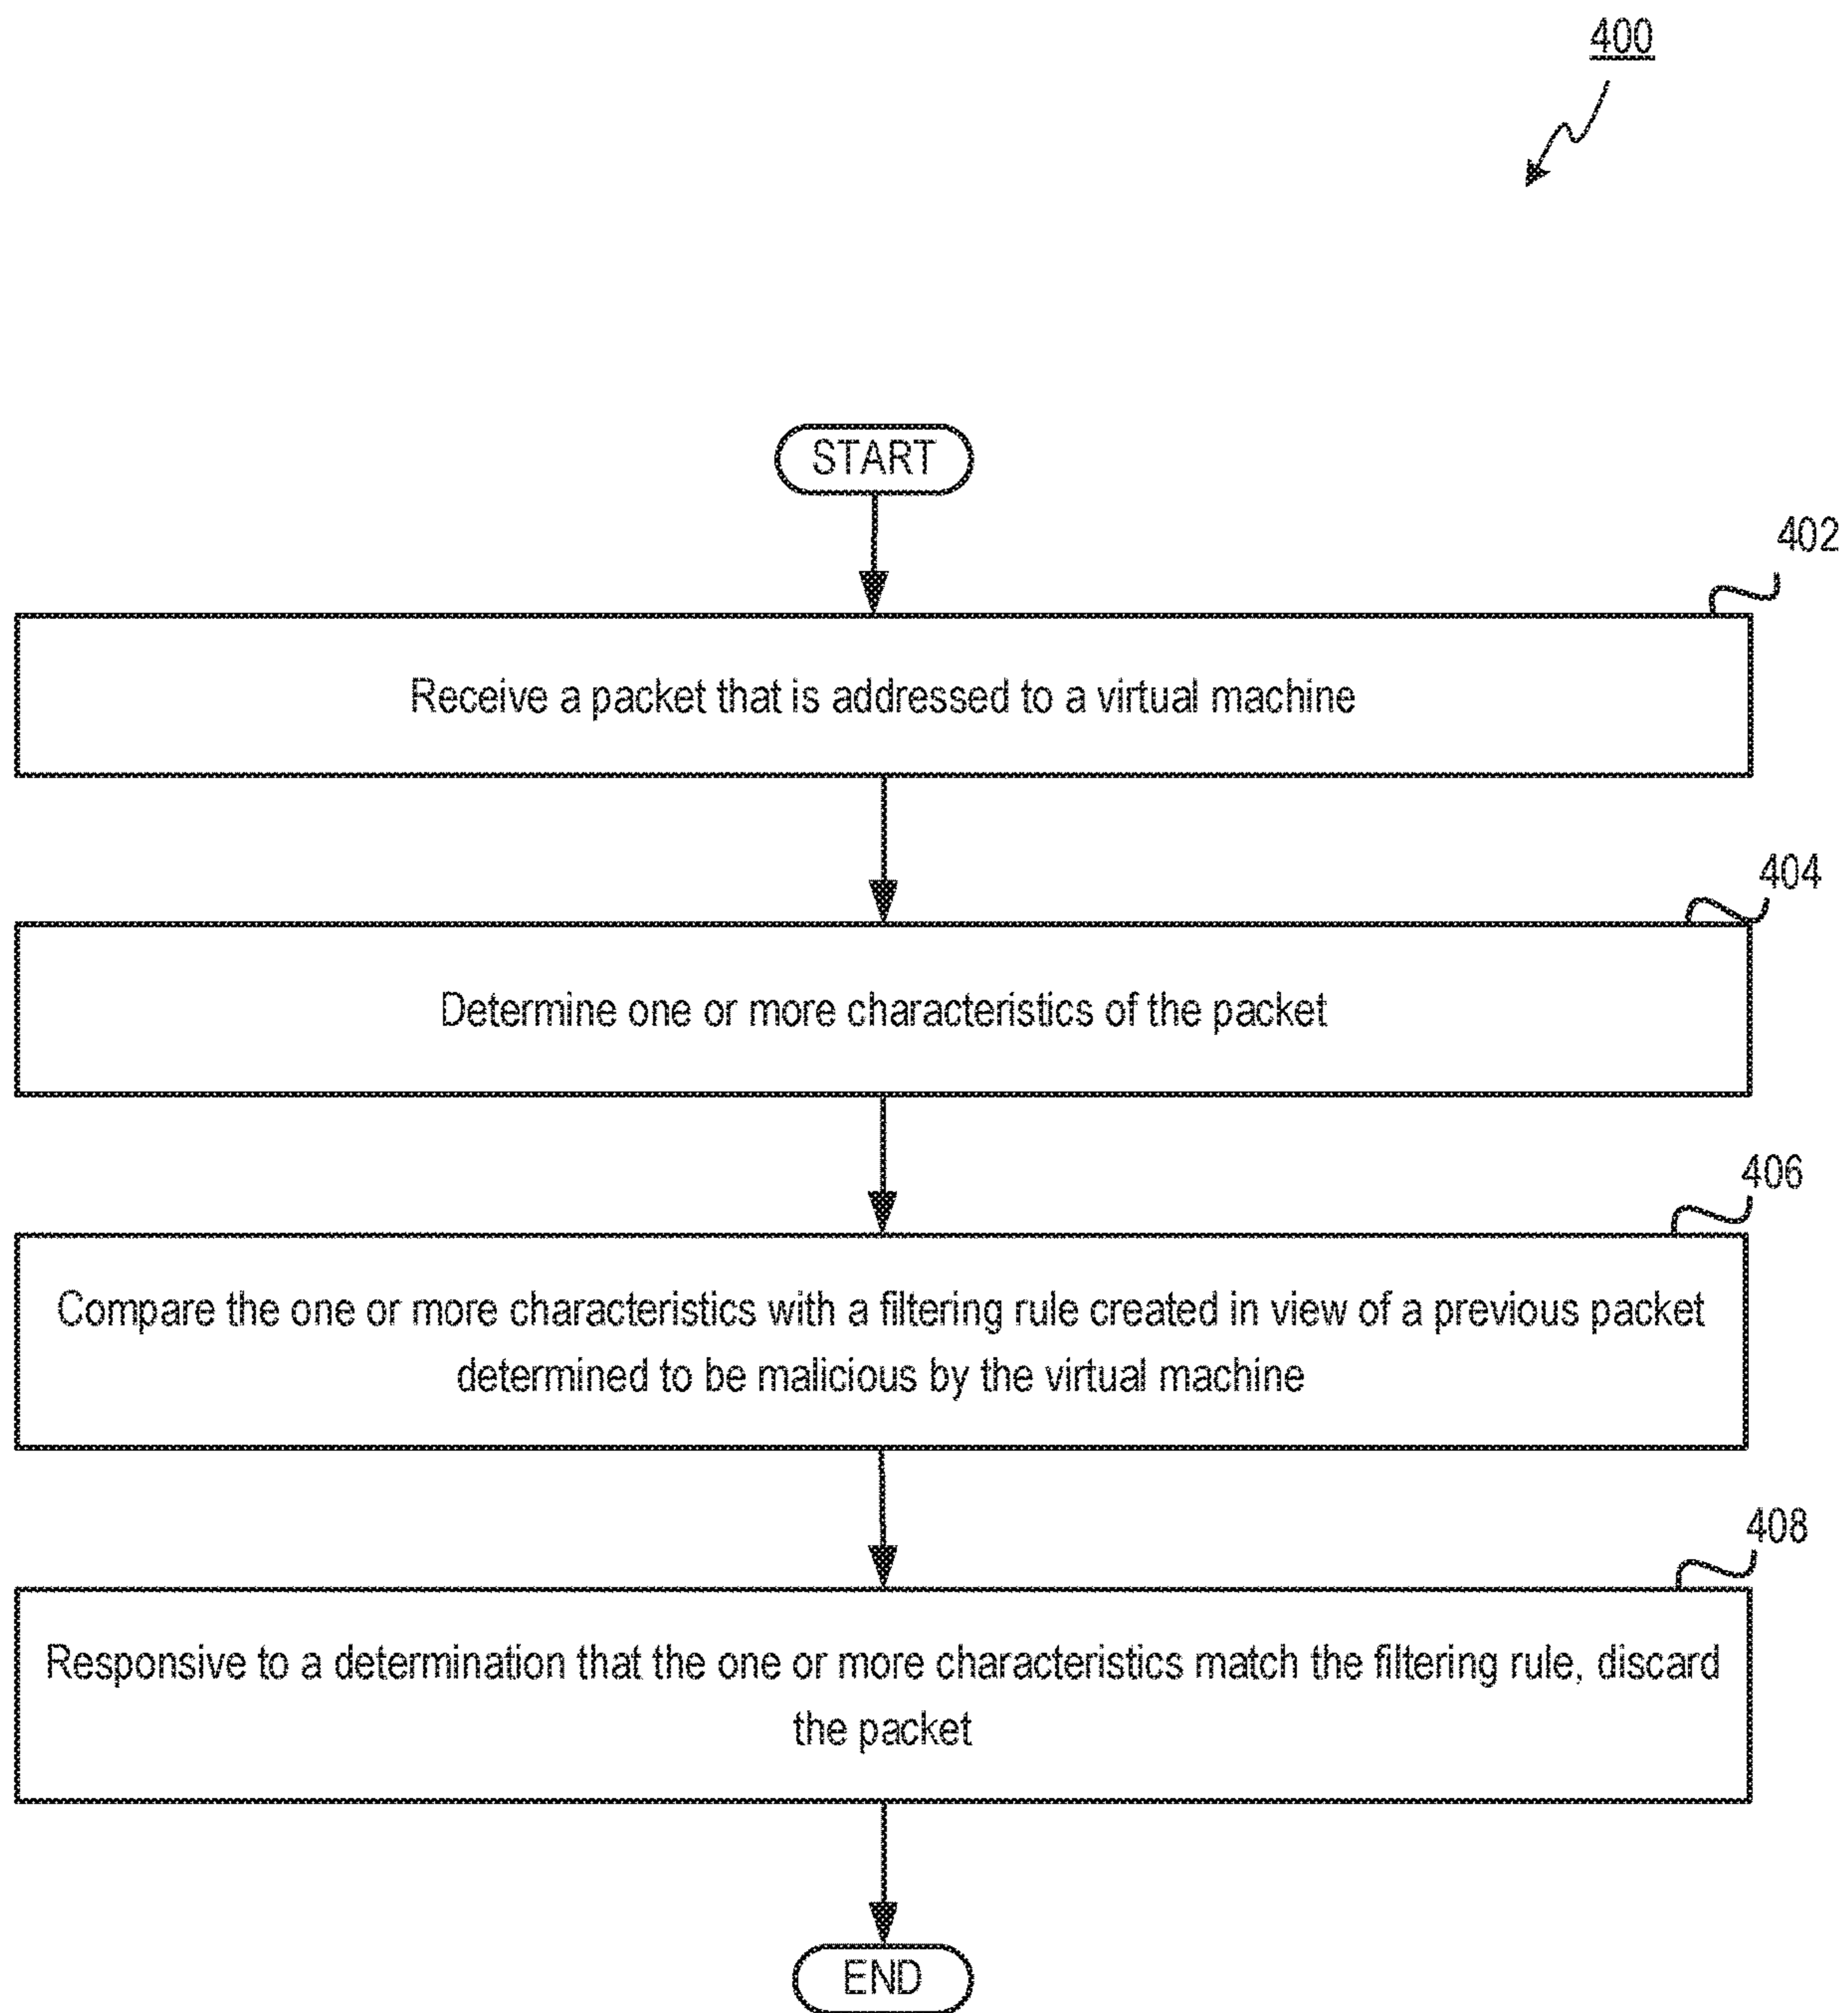 400
START
402
Receive a packet that is addressed to a virtual machine
404
Determine one or more characteristics of the packet
406
Compare the one or more characteristics with a filtering rule created in view of a previous packet
determined to be malicious by the virtual machine
408
Responsive to a determination that the one or more characteristics match the filtering rule, discard
the packet
END